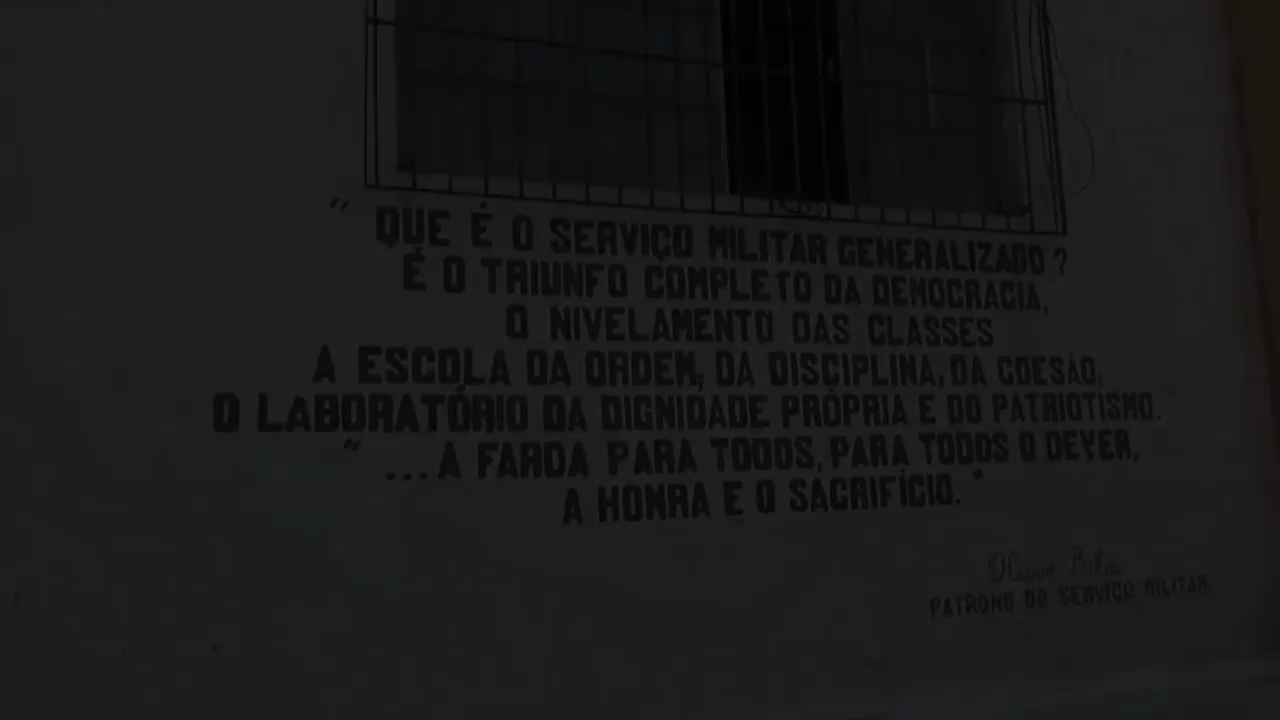 " QUE É O SERVIÇO MILITAR GENERALIZADO ?
É O TRIUNFO COMPLETO DA DEMOCRACIA,
O NIVELAMENTO DAS CLASSES
A ESCOLA DA ORDEM, DA DISCIPLINA, DA COESÃO,
O LABORATÓRIO DA DIGNIDADE PRÓPRIA E DO PATRIOTISMO."
" ...A FARDA PARA TODOS, PARA TODOS O DEVER,
A HONRA E O SACRIFÍCIO. "
Olavo Bilac
PATRONO DO SERVIÇO MILITAR